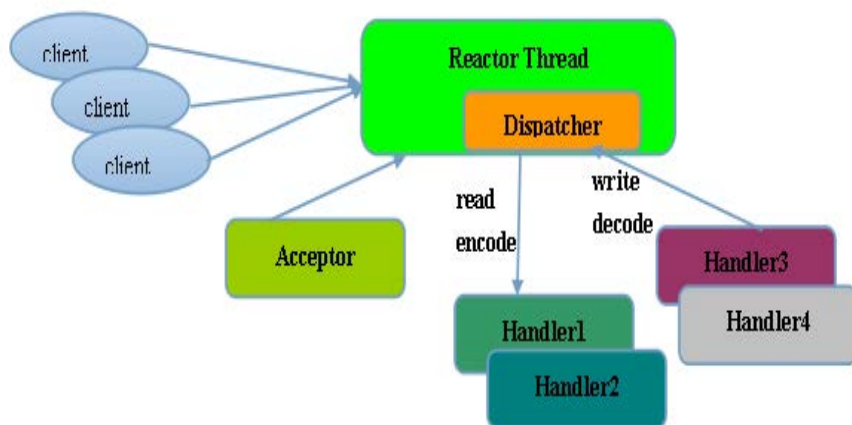 client
client
client
Reactor Thread
Dispatcher
Acceptor
read
encode
write
decode
Handler1
Handler2
Handler3
Handler4